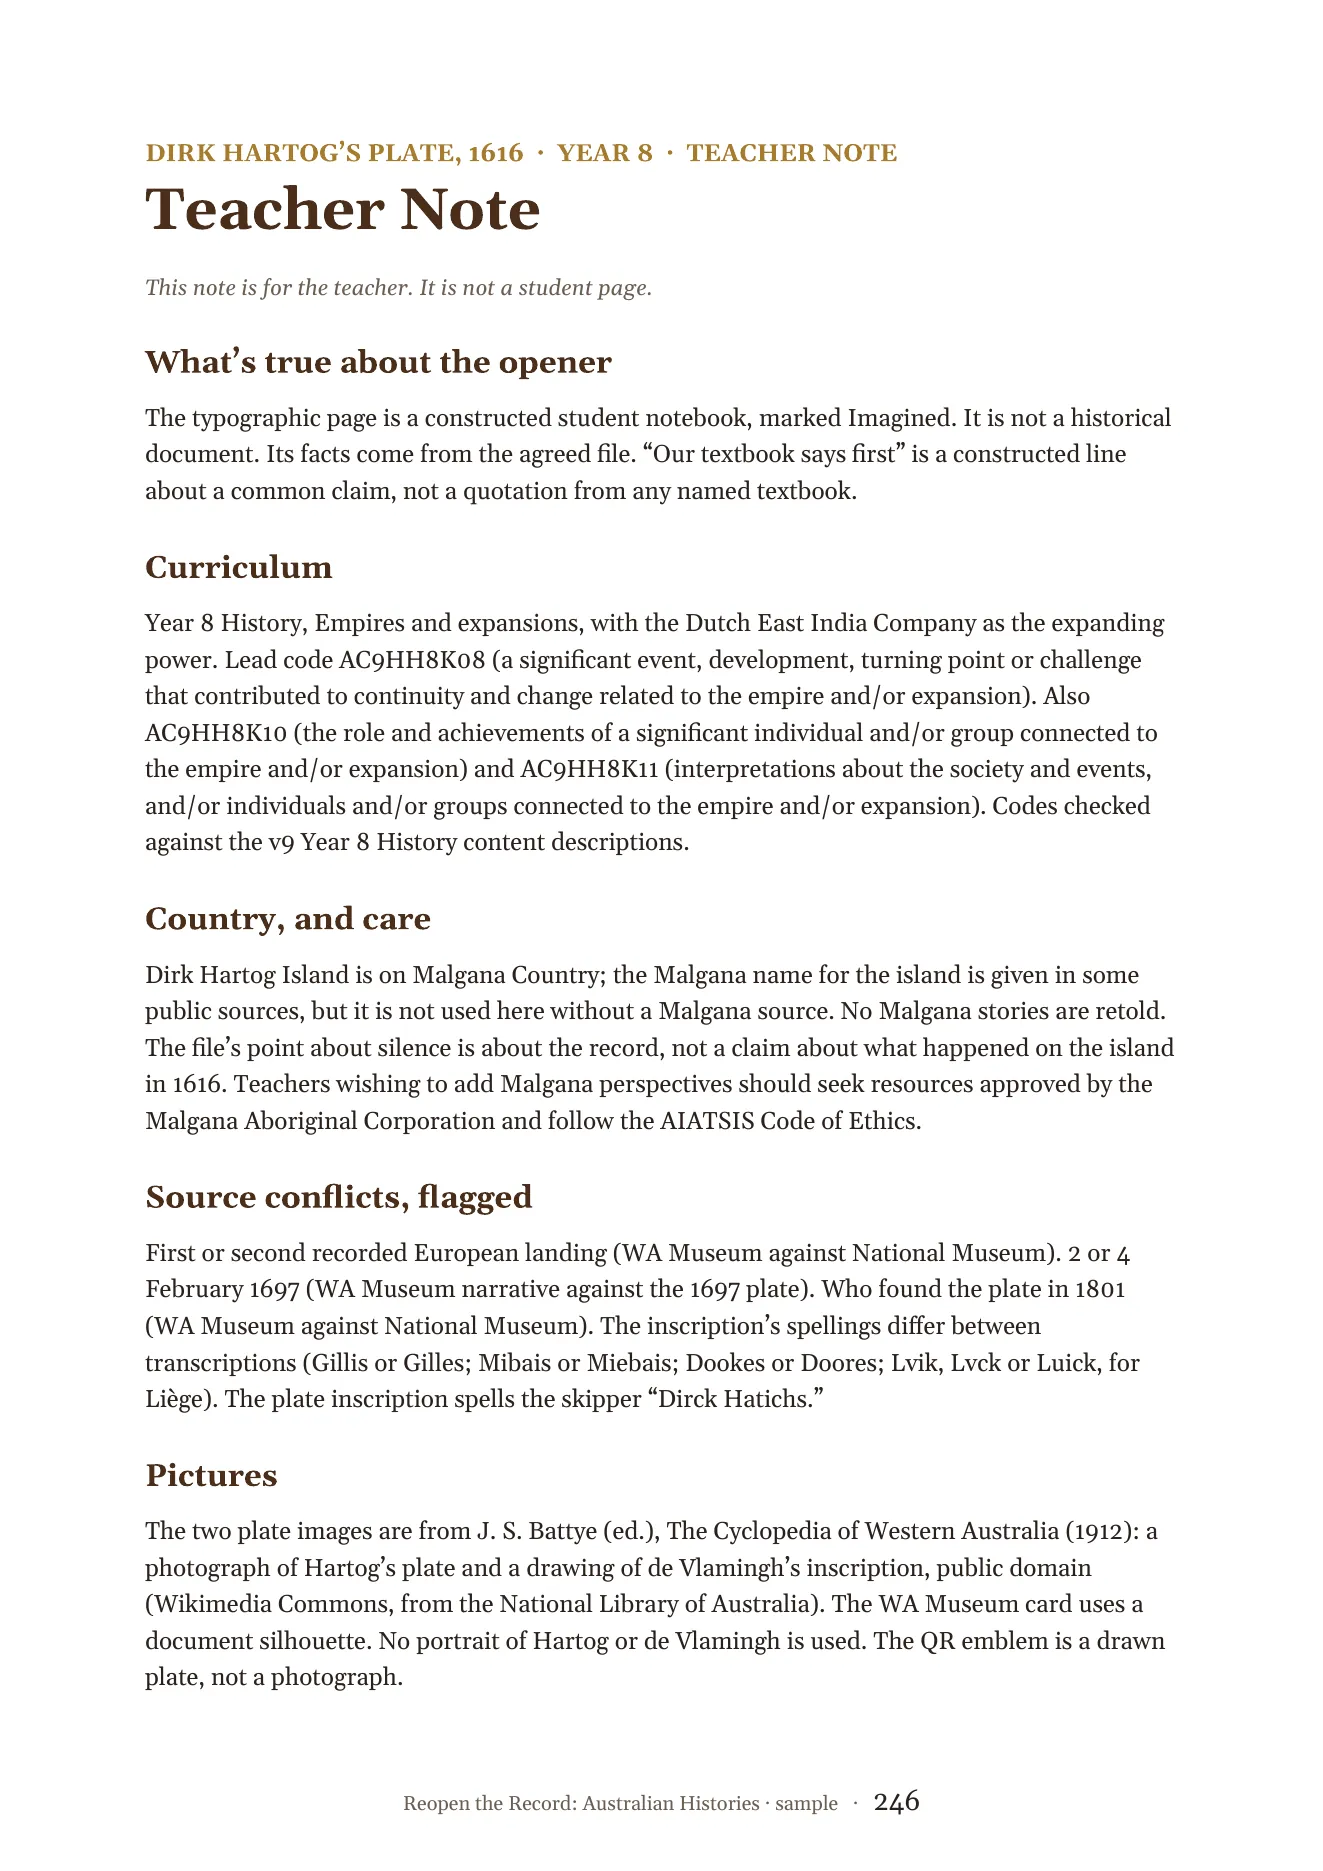 DIRK HARTOG’S PLATE, 1616 · YEAR 8 · TEACHER NOTE
Teacher Note
This note is for the teacher. It is not a student page.
What’s true about the opener
The typographic page is a constructed student notebook, marked Imagined. It is not a historical
document. Its facts come from the agreed file. “Our textbook says first” is a constructed line
about a common claim, not a quotation from any named textbook.
Curriculum
Year 8 History, Empires and expansions, with the Dutch East India Company as the expanding
power. Lead code AC9HH8K08 (a significant event, development, turning point or challenge
that contributed to continuity and change related to the empire and/or expansion). Also
AC9HH8K10 (the role and achievements of a significant individual and/or group connected to
the empire and/or expansion) and AC9HH8K11 (interpretations about the society and events,
and/or individuals and/or groups connected to the empire and/or expansion). Codes checked
against the v9 Year 8 History content descriptions.
Country, and care
Dirk Hartog Island is on Malgana Country; the Malgana name for the island is given in some
public sources, but it is not used here without a Malgana source. No Malgana stories are retold.
The file’s point about silence is about the record, not a claim about what happened on the island
in 1616. Teachers wishing to add Malgana perspectives should seek resources approved by the
Malgana Aboriginal Corporation and follow the AIATSIS Code of Ethics.
Source conflicts, flagged
First or second recorded European landing (WA Museum against National Museum). 2 or 4
February 1697 (WA Museum narrative against the 1697 plate). Who found the plate in 1801
(WA Museum against National Museum). The inscription’s spellings differ between
transcriptions (Gillis or Gilles; Mibais or Miebais; Dookes or Doores; Lvik, Lvck or Luick, for
Liège). The plate inscription spells the skipper “Dirck Hatichs.”
Pictures
The two plate images are from J. S. Battye (ed.), The Cyclopedia of Western Australia (1912): a
photograph of Hartog’s plate and a drawing of de Vlamingh’s inscription, public domain
(Wikimedia Commons, from the National Library of Australia). The WA Museum card uses a
document silhouette. No portrait of Hartog or de Vlamingh is used. The QR emblem is a drawn
plate, not a photograph.
Reopen the Record: Australian Histories · sample · 246